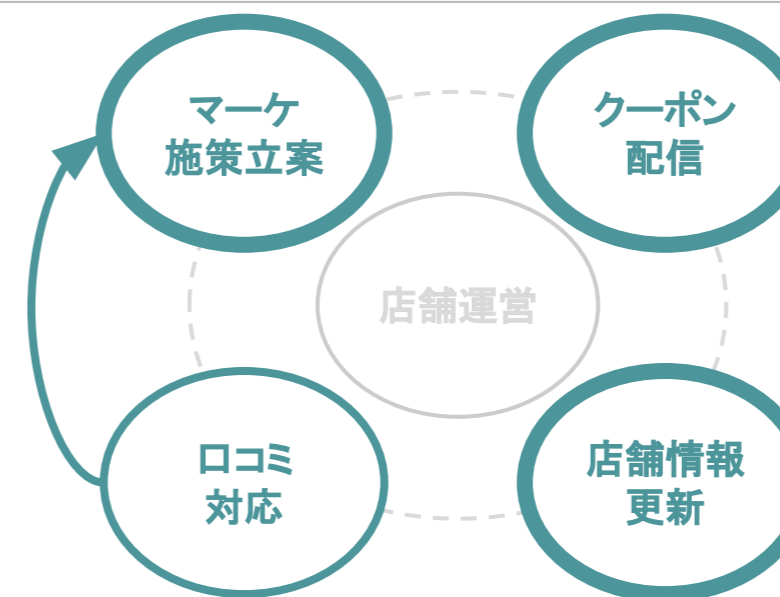 マーケ
施策立案
クーポン
配信
店舗運営
口コミ
対応
店舗情報
更新